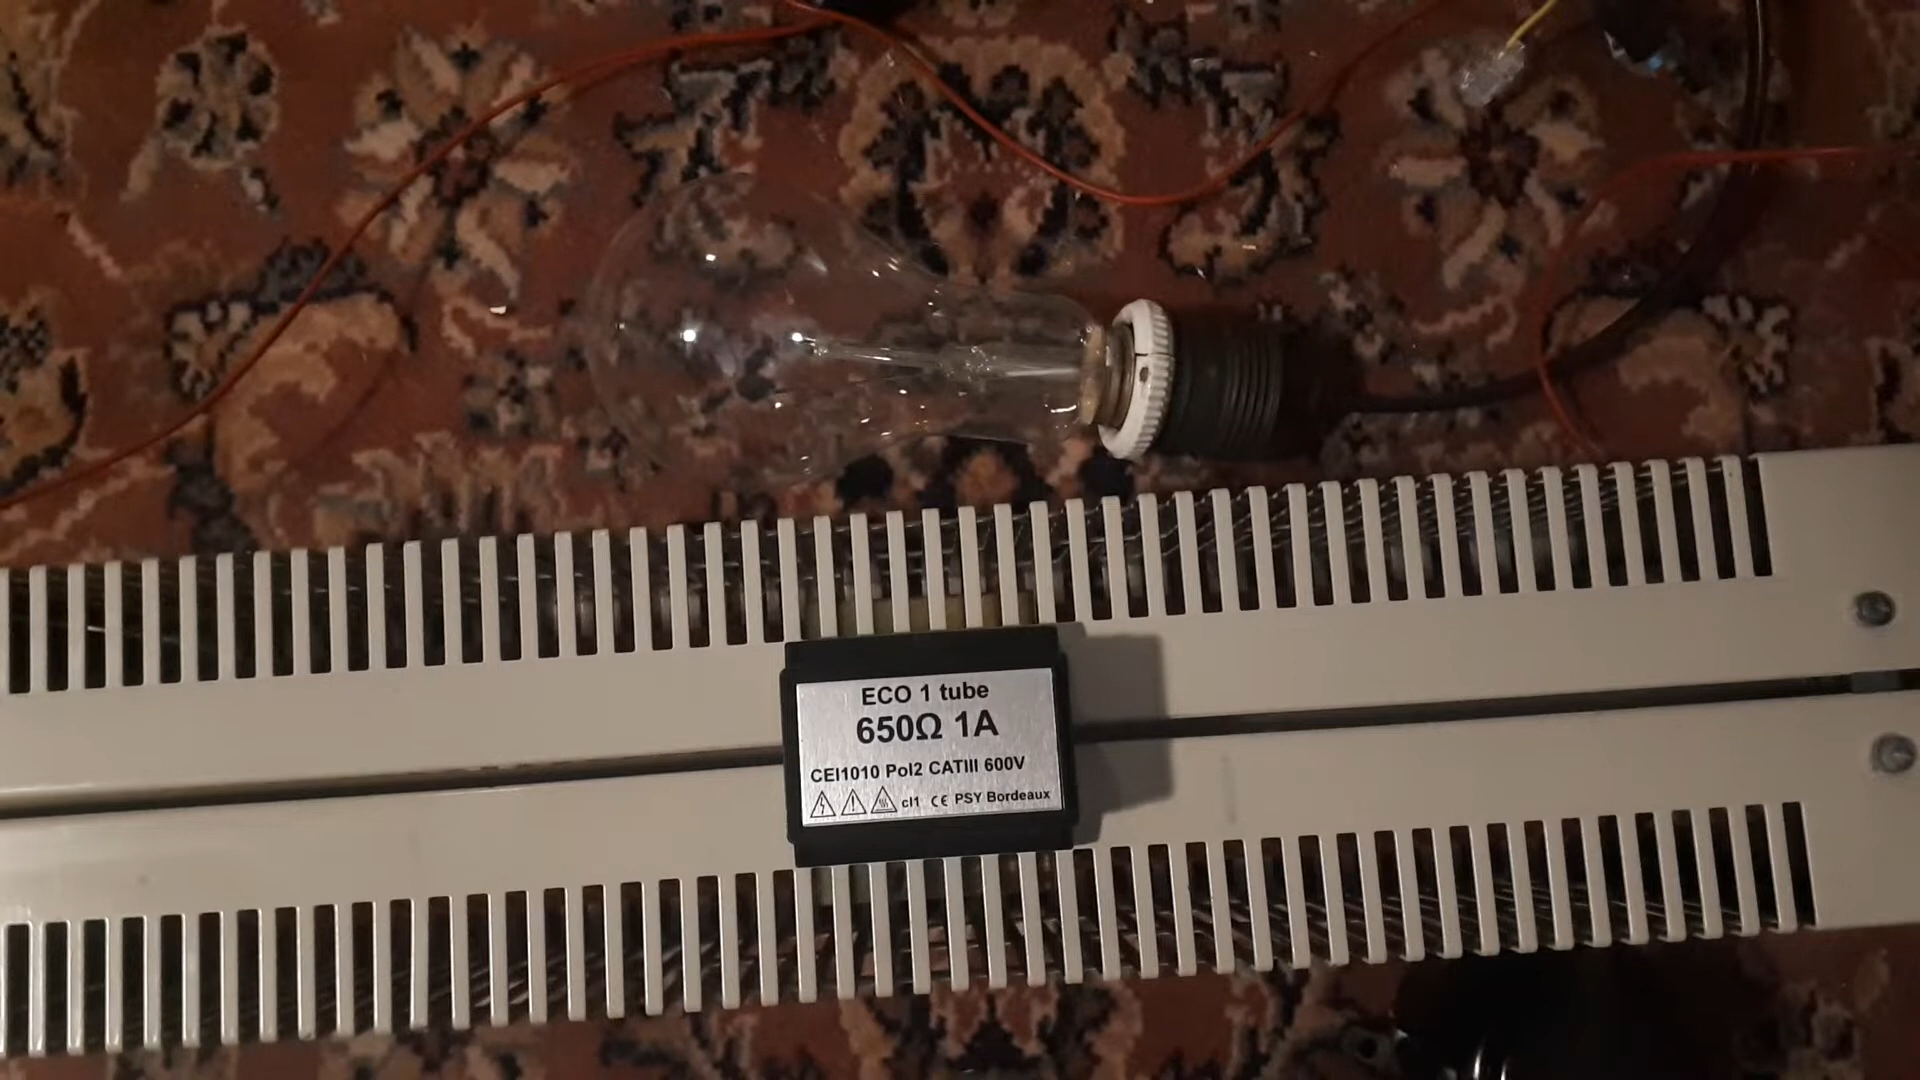 ECO 1 tube
650Ω 1A
CEI1010 Pol2 CATIII 600V
cl1 CE PSY Bordeaux